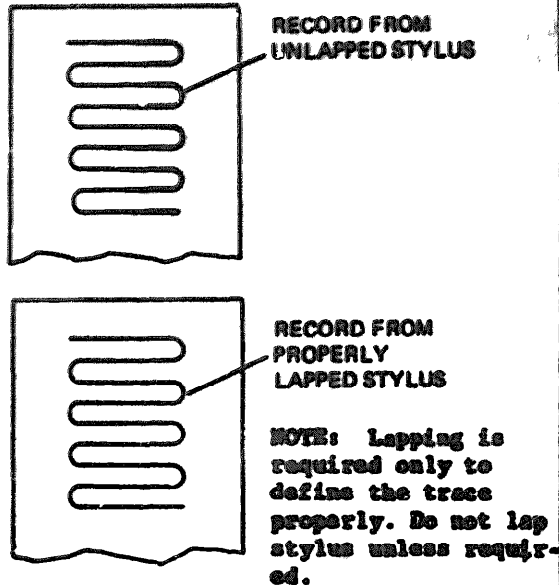 RECORD FROM
UNLAPPED STYLUS
RECORD FROM
PROPERLY
LAPPED STYLUS
NOTE: Lapping is
required only to
define the trace
properly. Do not lap
stylus unless requir-
ed.